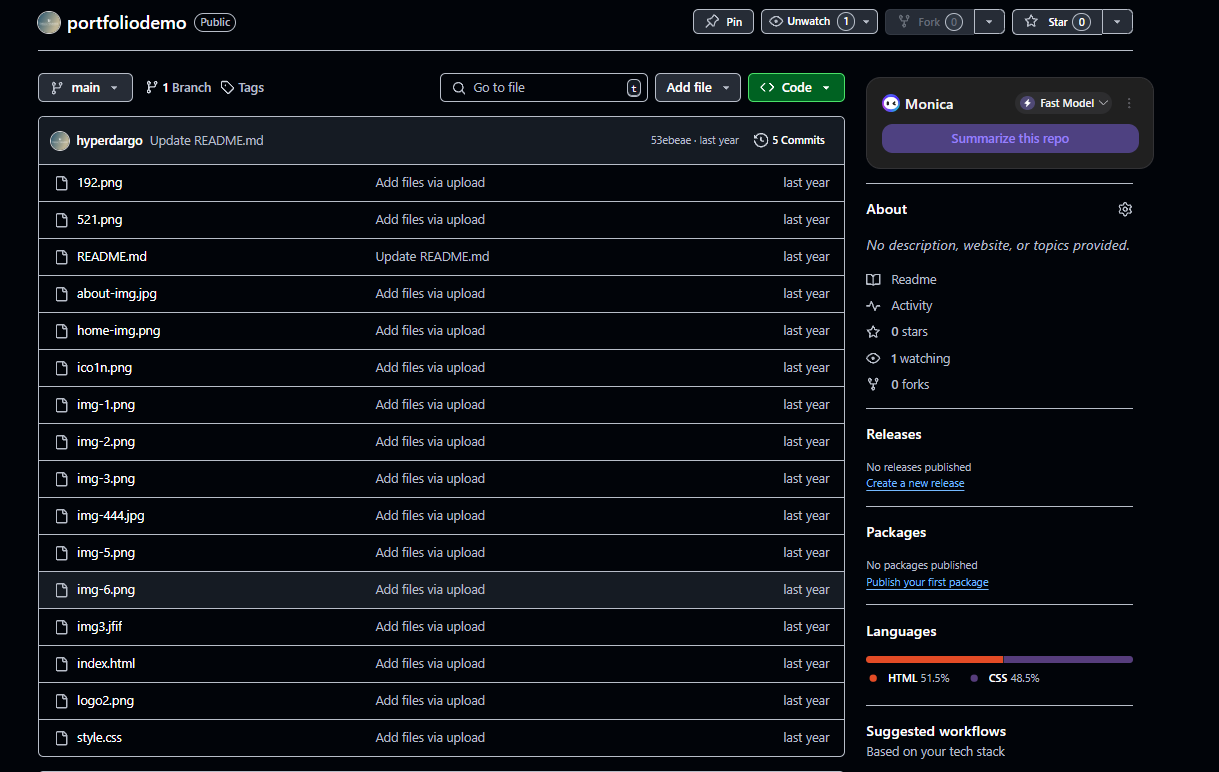 portfoliodemo Public
Pin Unwatch 1 Fork 0 Star 0
main 1 Branch Tags Go to file t Add file <> Code
hyperdargo Update README.md 53ebeae · last year 5 Commits
192.png Add files via upload last year
521.png Add files via upload last year
README.md Update README.md last year
about-img.jpg Add files via upload last year
home-img.png Add files via upload last year
ico1n.png Add files via upload last year
img-1.png Add files via upload last year
img-2.png Add files via upload last year
img-3.png Add files via upload last year
img-444.jpg Add files via upload last year
img-5.png Add files via upload last year
img-6.png Add files via upload last year
img3.jfif Add files via upload last year
index.html Add files via upload last year
logo2.png Add files via upload last year
style.css Add files via upload last year
Monica Fast Model
Summarize this repo
About
No description, website, or topics provided.
Readme
Activity
0 stars
1 watching
0 forks
Releases
No releases published
Create a new release
Packages
No packages published
Publish your first package
Languages
HTML 51.5% CSS 48.5%
Suggested workflows
Based on your tech stack